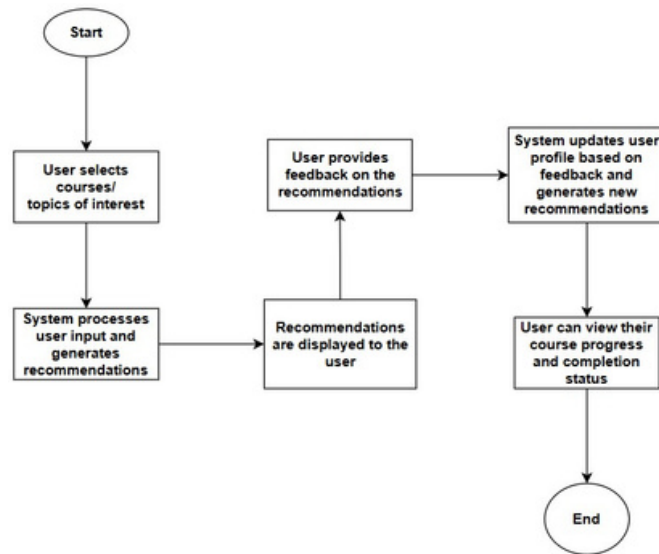 Start
User selects
courses/
topics of interest
System processes
user input and
generates
recommendations
Recommendations
are displayed to the
user
User provides
feedback on the
recommendations
System updates user
profile based on
feedback and
generates new
recommendations
User can view their
course progress
and completion
status
End